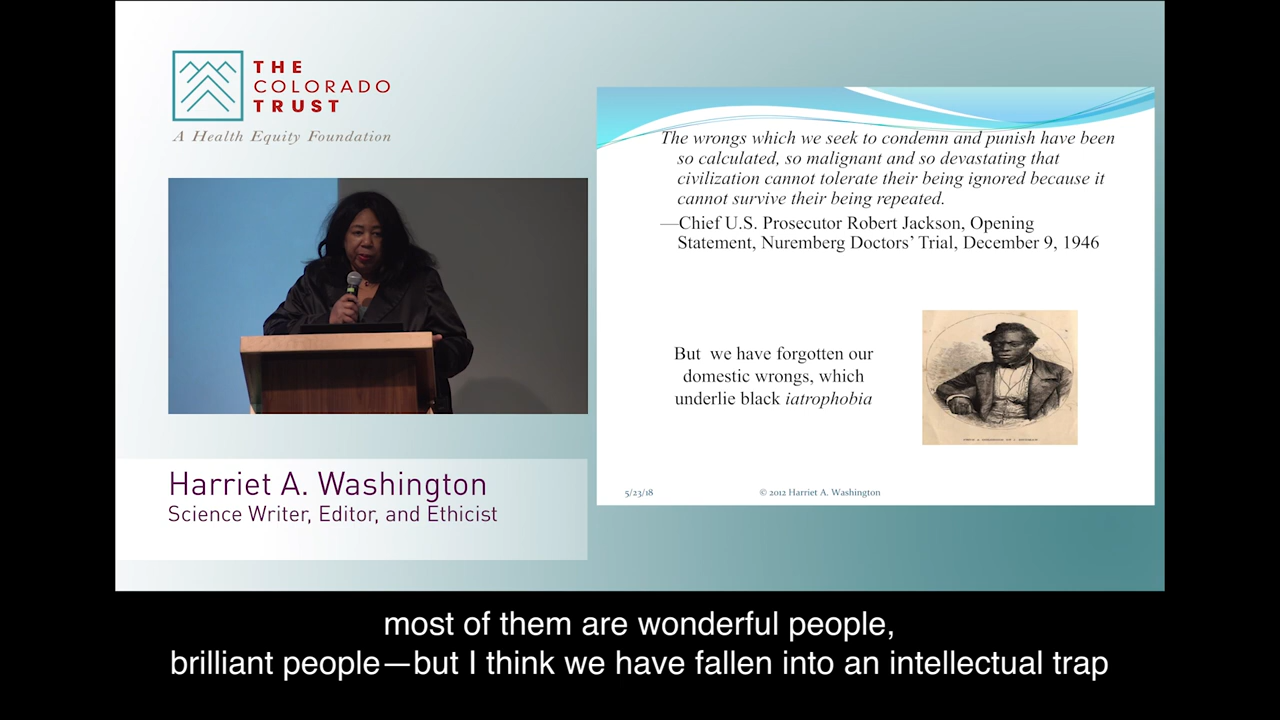 THE
COLORADO
TRUST
A Health Equity Foundation
The wrongs which we seek to condemn and punish have been
so calculated, so malignant and so devastating that
civilization cannot tolerate their being ignored because it
cannot survive their being repeated.
—Chief U.S. Prosecutor Robert Jackson, Opening
Statement, Nuremberg Doctors’ Trial, December 9, 1946
But we have forgotten our
domestic wrongs, which
underlie black iatrophobia
5/23/18
© 2012 Harriet A. Washington
Harriet A. Washington
Science Writer, Editor, and Ethicist
most of them are wonderful people,
brilliant people—but I think we have fallen into an intellectual trap